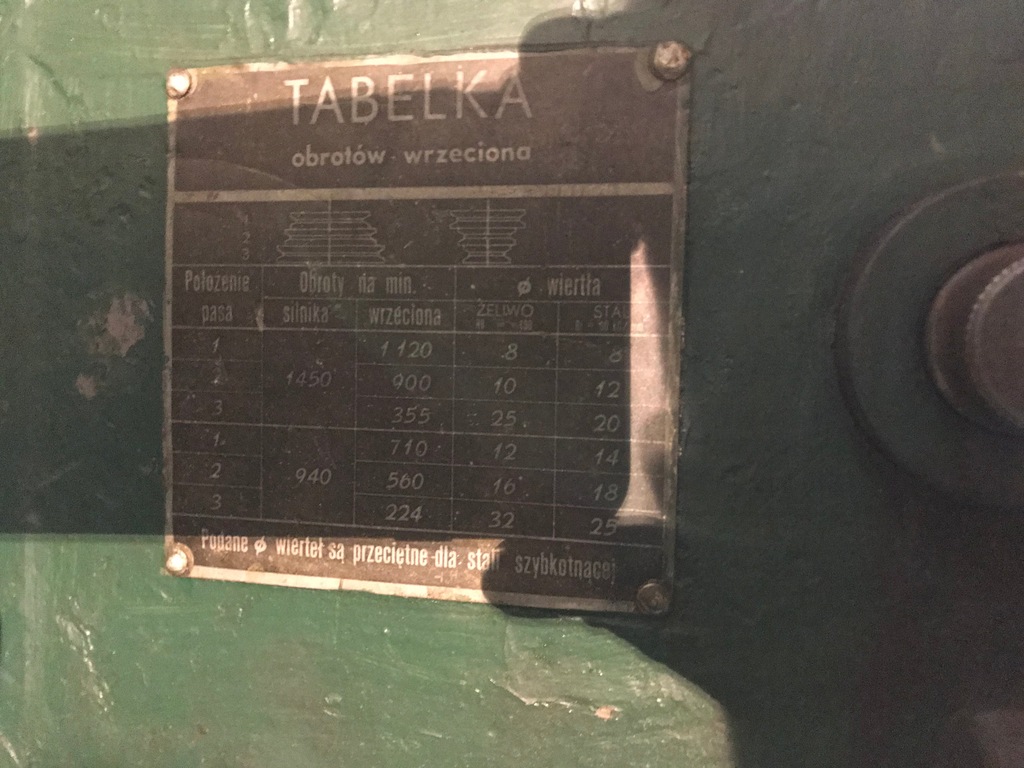 TABELKA
obrotów wrzeciona
1
2
3
Położenie pasa Obroty na min. ϕ wiertła
silnika wrzeciona ŻELIWO STAL
1 1120 8 8
2 1450 900 10 12
3 355 25 20
1 710 12 14
2 940 560 16 18
3 224 32 25
Podane ϕ wierteł są przeciętne dla stali szybkotnącej